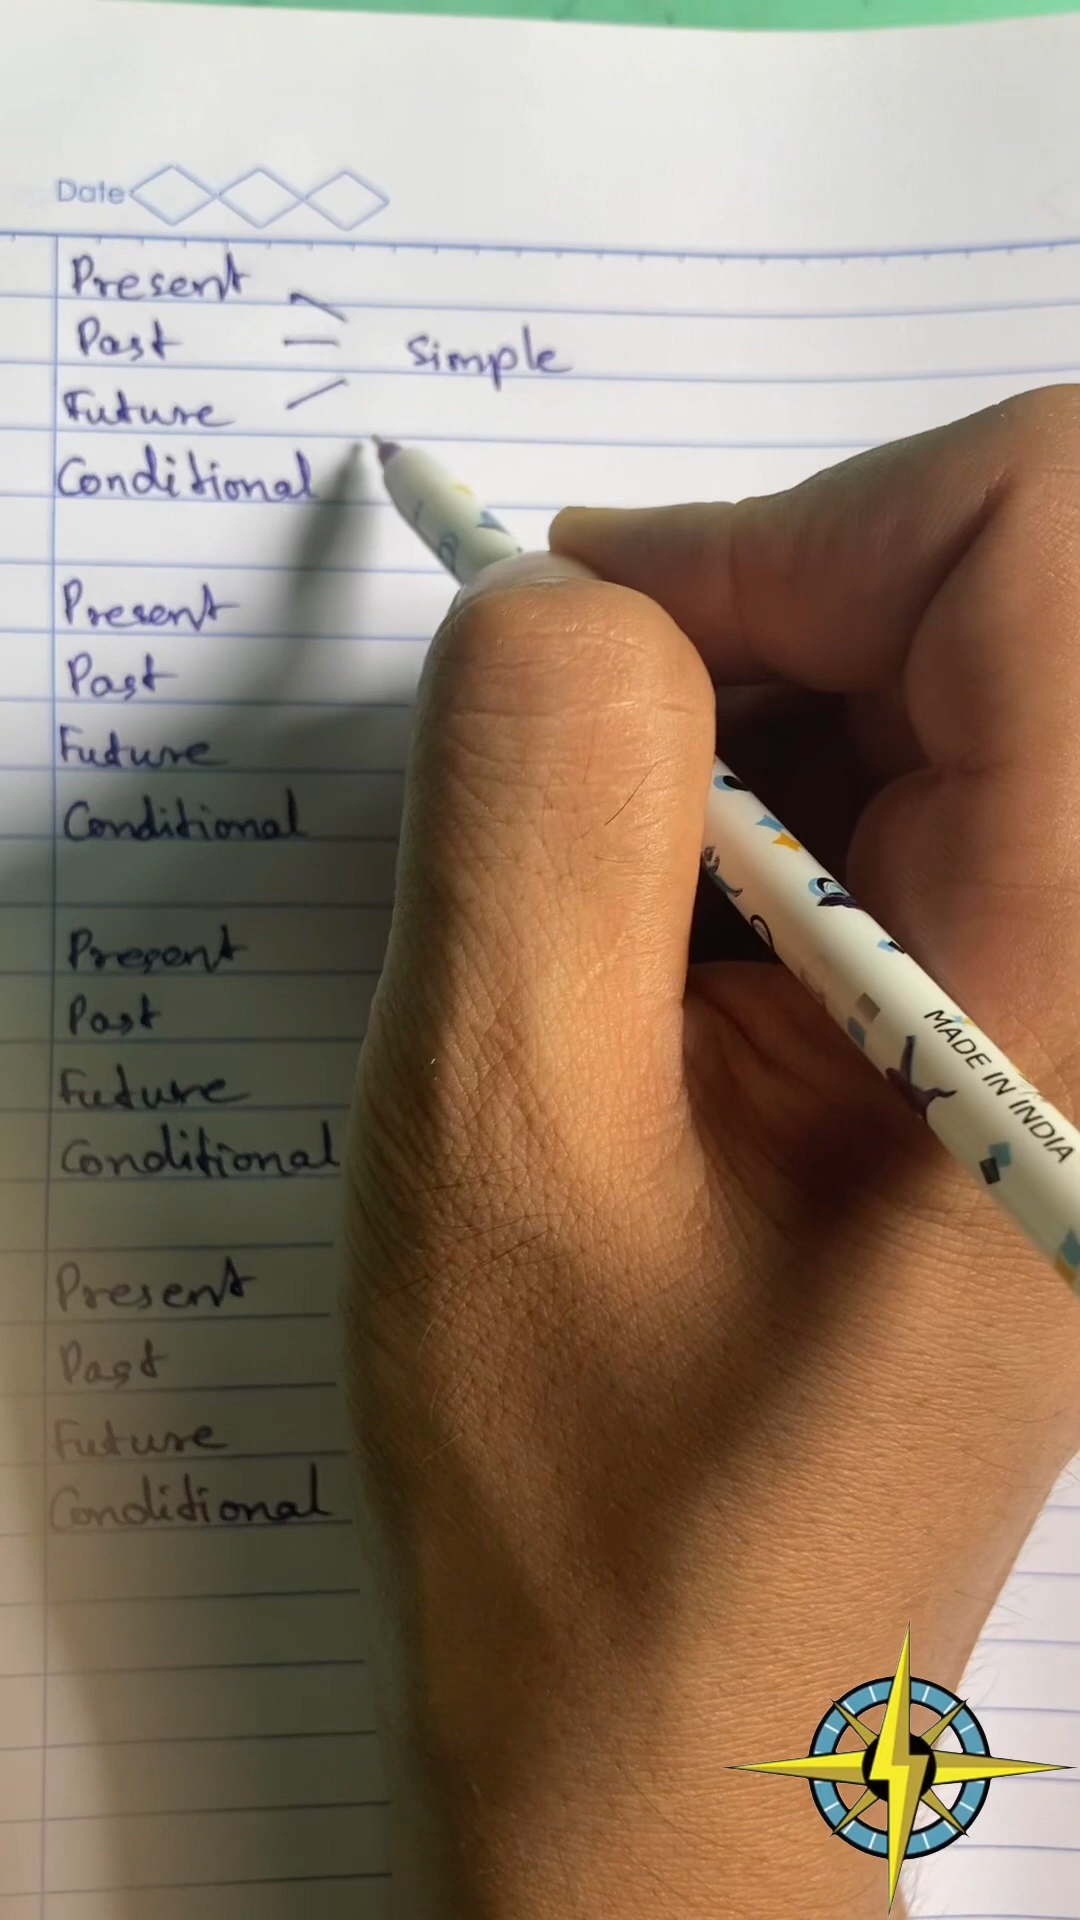 Date
Present
Past
Simple
Future
Conditional
Present
Past
Future
Conditional
Present
Past
Future
Conditional
Present
Past
Future
Conditional
MADE IN INDIA